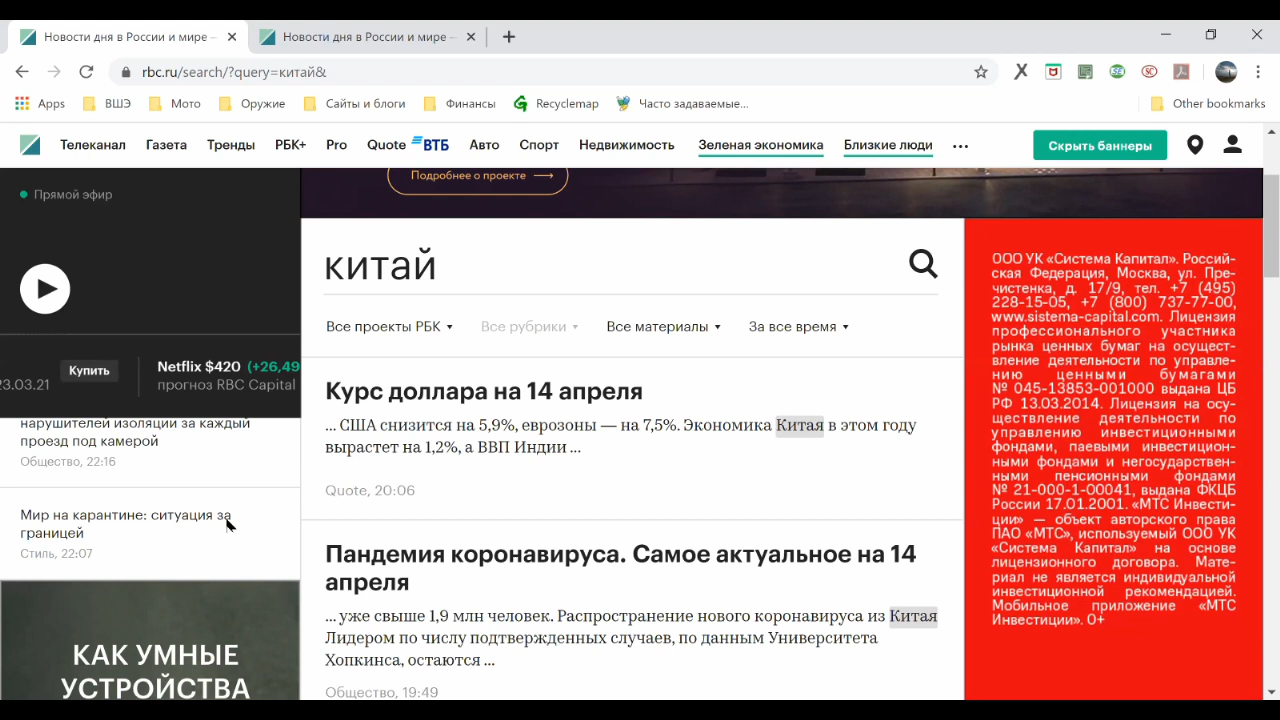 Новости дня в России и мире —
Новости дня в России и мире —
rbc.ru/search/?query=китай&
Apps
ВШЭ
Мото
Оружие
Сайты и блоги
Финансы
Recyclemap
Часто задаваемые...
Other bookmarks
Телеканал
Газета
Тренды
РБК+
Pro
Quote
ВТБ
Авто
Спорт
Недвижимость
Зеленая экономика
Близкие люди
Скрыть баннеры
Прямой эфир
23.03.21
Купить
Netflix $420 (+26,49
прогноз RBC Capital
нарушителей изоляции за каждый
проезд под камерой
Общество, 22:16
Мир на карантине: ситуация за
границей
Стиль, 22:07
КАК УМНЫЕ
УСТРОЙСТВА
Подробнее о проекте
китай
Все проекты РБК
Все рубрики
Все материалы
За все время
Курс доллара на 14 апреля
... США снизится на 5,9%, еврозоны — на 7,5%. Экономика Китая в этом году
вырастет на 1,2%, а ВВП Индии ...
Quote, 20:06
Пандемия коронавируса. Самое актуальное на 14
апреля
... уже свыше 1,9 млн человек. Распространение нового коронавируса из Китая
Лидером по числу подтвержденных случаев, по данным Университета
Хопкинса, остаются ...
Общество, 19:49
ООО УК «Система Капитал». Россий-
ская Федерация, Москва, ул. Пре-
чистенка, д. 17/9, тел. +7 (495)
228-15-05, +7 (800) 737-77-00,
www.sistema-capital.com. Лицензия
профессионального участника
рынка ценных бумаг на осущест-
вление деятельности по управле-
нию ценными бумагами
№ 045-13853-001000 выдана ЦБ
РФ 13.03.2014. Лицензия на осу-
ществление деятельности по
управлению инвестиционными
фондами, паевыми инвестицион-
ными фондами и негосударствен-
ными пенсионными фондами
№ 21-000-1-00041, выдана ФКЦБ
России 17.01.2001. «МТС Инвести-
ции» — объект авторского права
ПАО «МТС», используемый ООО УК
«Система Капитал» на основе
лицензионного договора. Мате-
риал не является индивидуальной
инвестиционной рекомендацией.
Мобильное приложение «МТС
Инвестиции». 0+